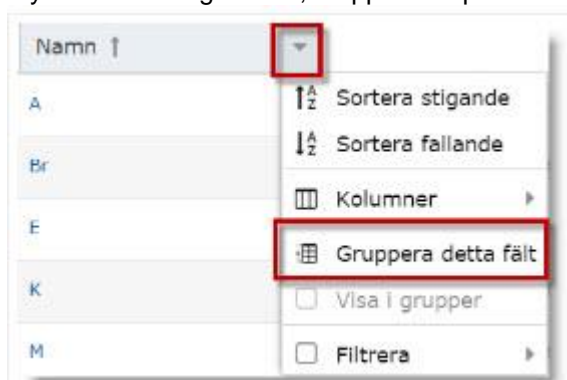 Namn ↑
A
Br
E
K
M
Sortera stigande
Sortera fallande
Kolumner
Gruppera detta fält
Visa i grupper
Filtrera